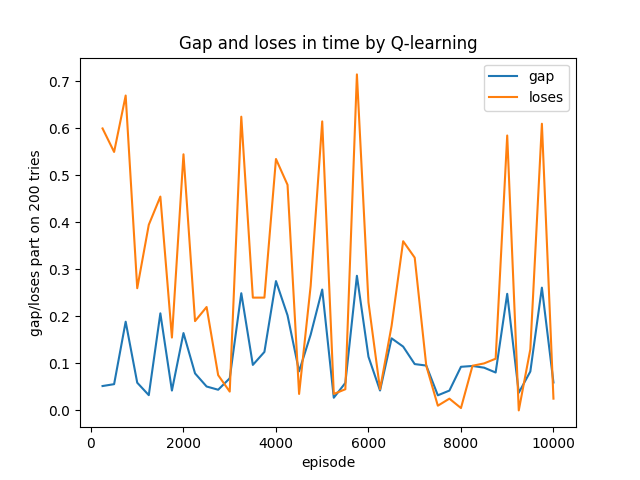 Gap and loses in time by Q-learning
gap
loses
gap/loses part on 200 tries
0.7
0.6
0.5
0.4
0.3
0.2
0.1
0.0
0 2000 4000 6000 8000 10000
episode